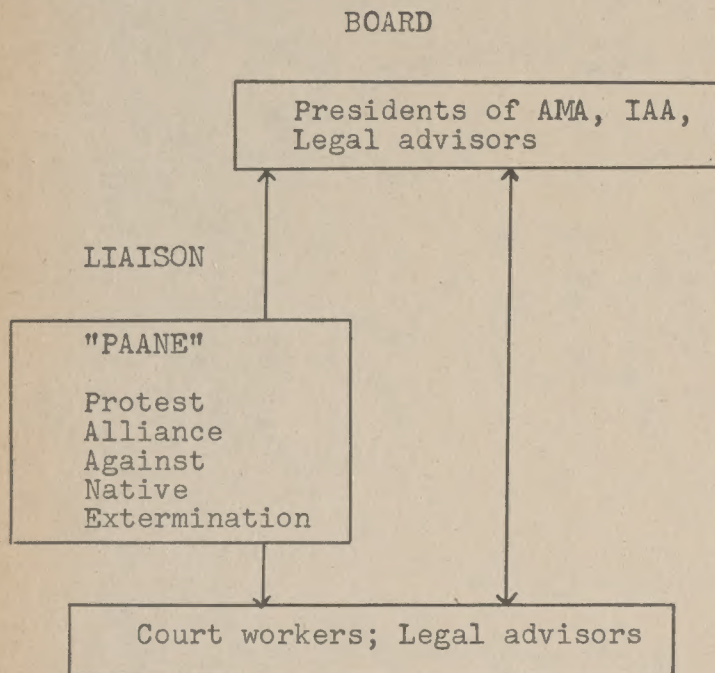 BOARD
Presidents of AMA, IAA,
Legal advisors
LIAISON
"PAANE"
Protest
Alliance
Against
Native
Extermination
Court workers; Legal advisors